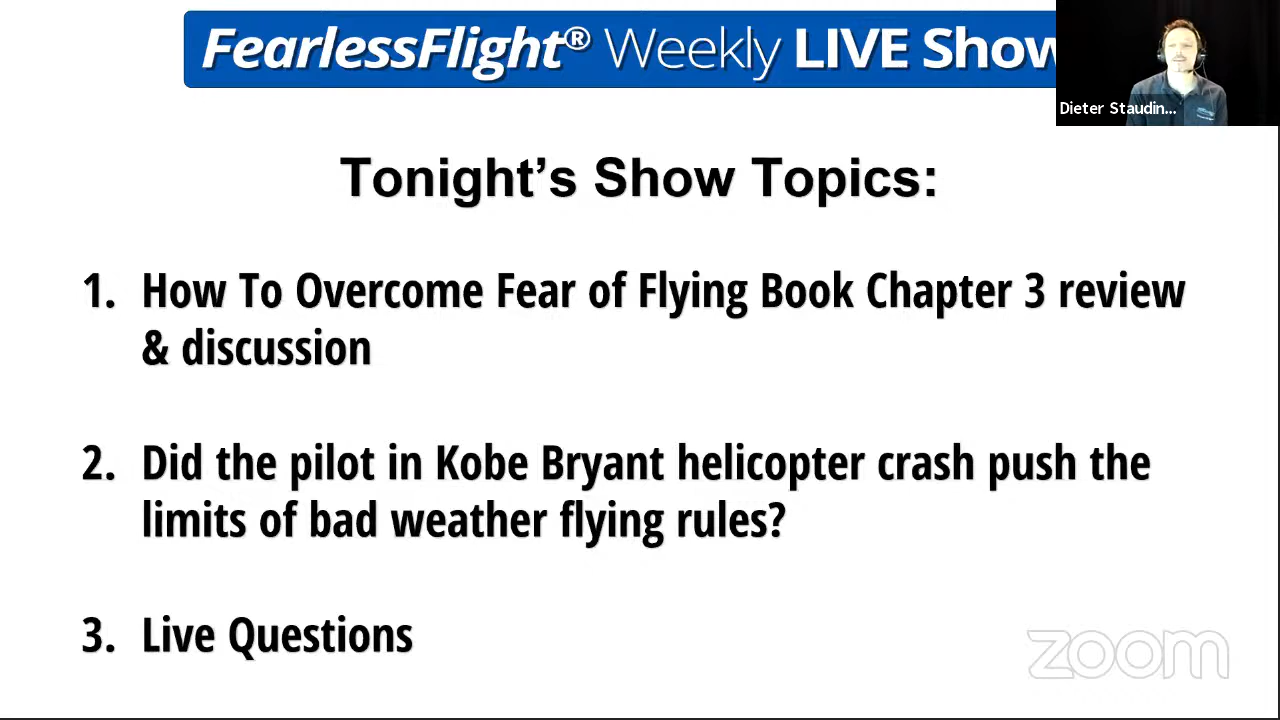 FearlessFlight® Weekly LIVE Show
Dieter Staudin...
Tonight’s Show Topics:
1. How To Overcome Fear of Flying Book Chapter 3 review
& discussion
2. Did the pilot in Kobe Bryant helicopter crash push the
limits of bad weather flying rules?
3. Live Questions
zoom